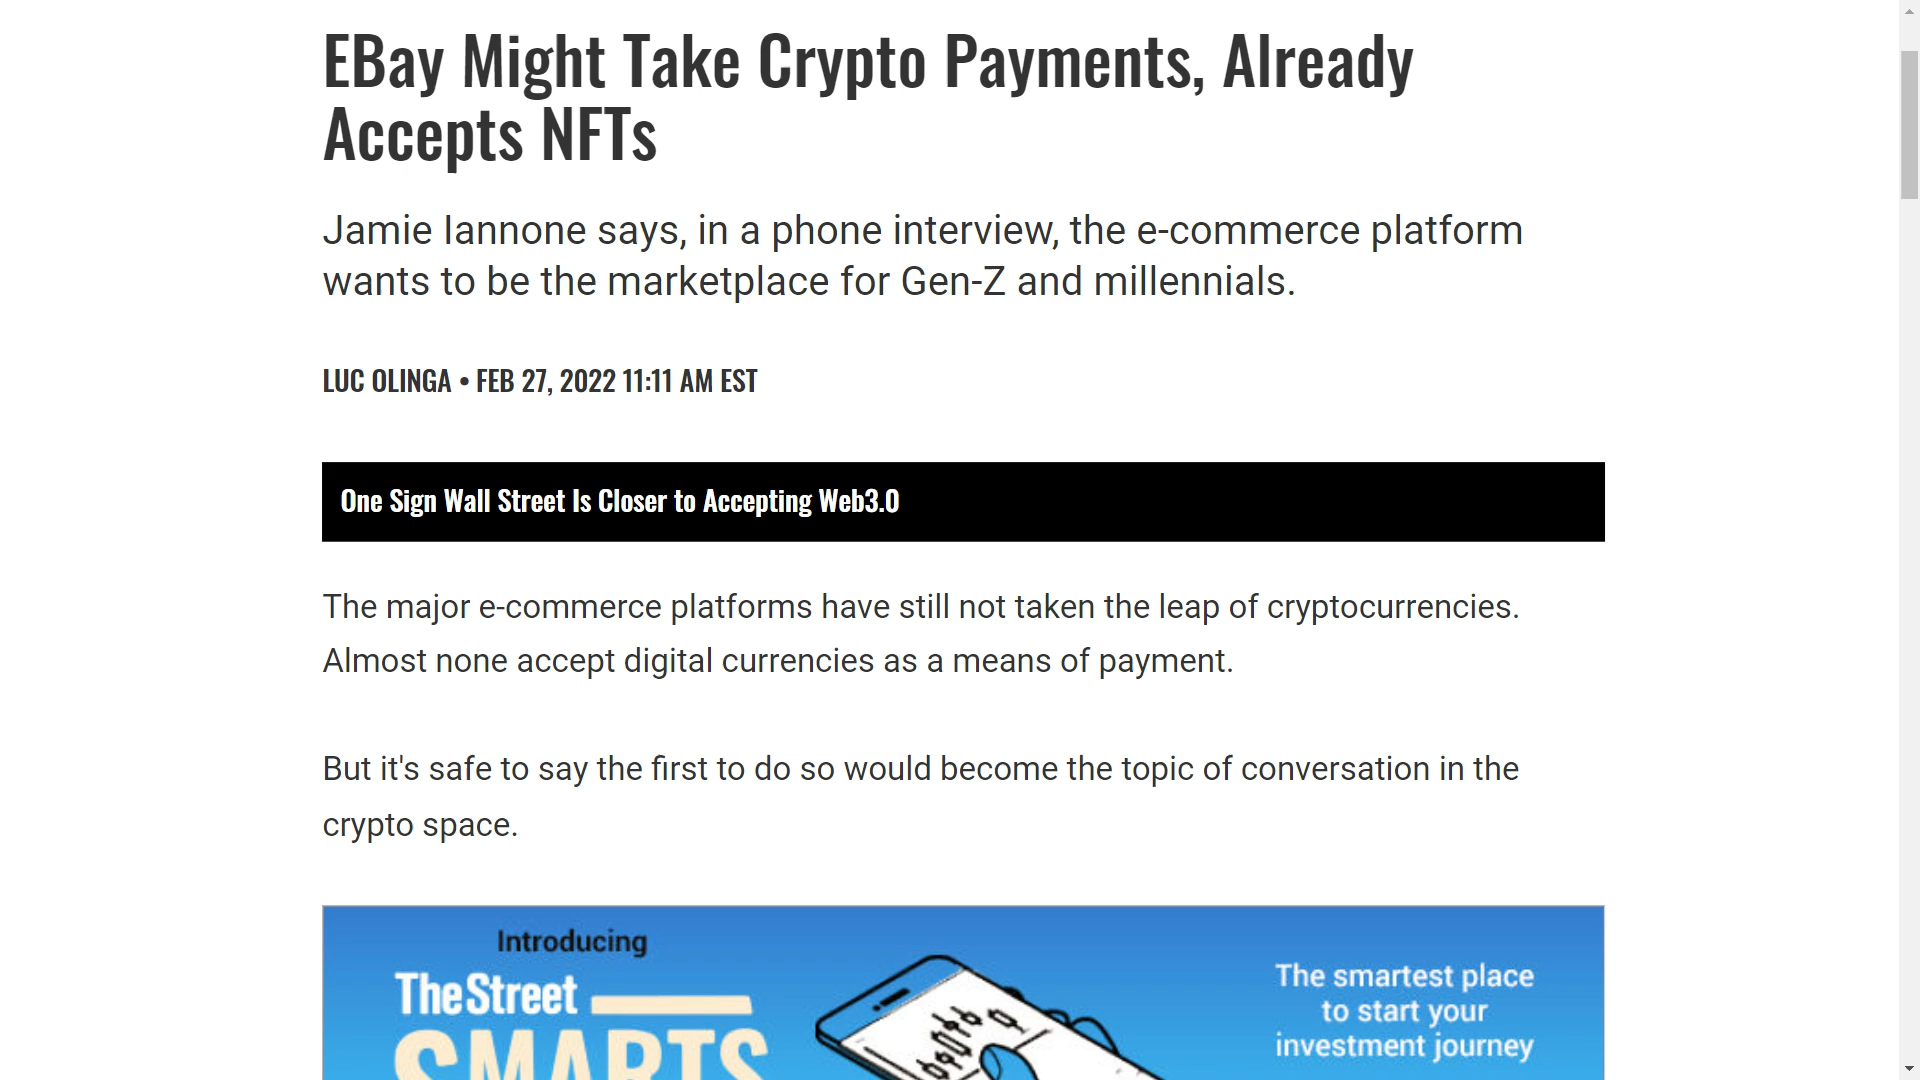 EBay Might Take Crypto Payments, Already
Accepts NFTs
Jamie Iannone says, in a phone interview, the e-commerce platform
wants to be the marketplace for Gen-Z and millennials.
LUC OLINGA • FEB 27, 2022 11:11 AM EST
One Sign Wall Street Is Closer to Accepting Web3.0
The major e-commerce platforms have still not taken the leap of cryptocurrencies.
Almost none accept digital currencies as a means of payment.
But it's safe to say the first to do so would become the topic of conversation in the
crypto space.
Introducing
TheStreet
SMARTS
The smartest place
to start your
investment journey